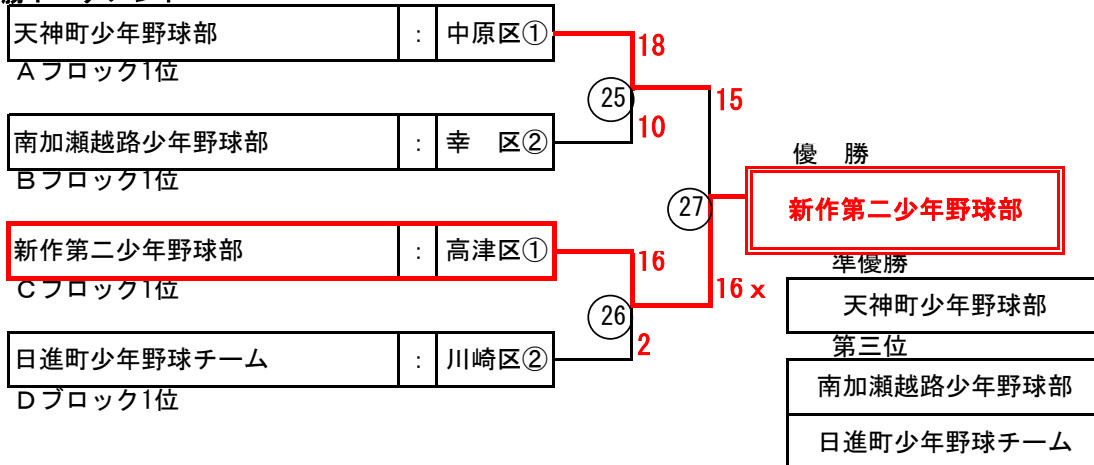 天神町少年野球部 : 中原区①
Aブロック1位
18
㉕
15
10
南加瀬越路少年野球部 : 幸 区②
Bブロック1位
優 勝
㉗
新作第二少年野球部
新作第二少年野球部 : 高津区①
Cブロック1位
16
16 x
㉖
2
準優勝
天神町少年野球部
日進町少年野球チーム : 川崎区②
Dブロック1位
第三位
南加瀬越路少年野球部
日進町少年野球チーム